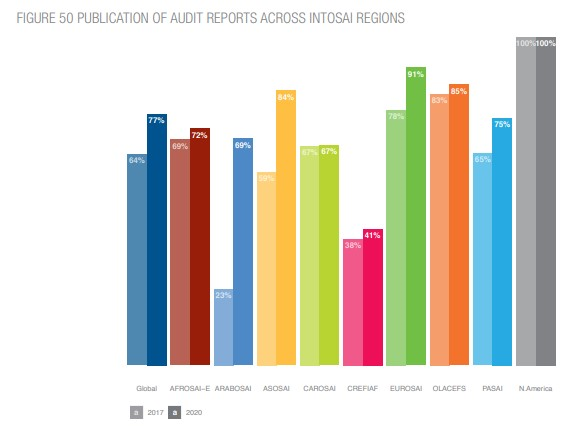 FIGURE 50 PUBLICATION OF AUDIT REPORTS ACROSS INTOSAI REGIONS
100% 100%
91%
84% 83% 85%
77% 78% 75%
69% 72% 69%
64% 67% 67% 65%
59%
38% 41%
23%
Global AFROSAI-E ARABOSAI ASOSAI CAROSAI CREFIAF EUROSAI OLACEFS PASAI N.America
a 2017 a 2020